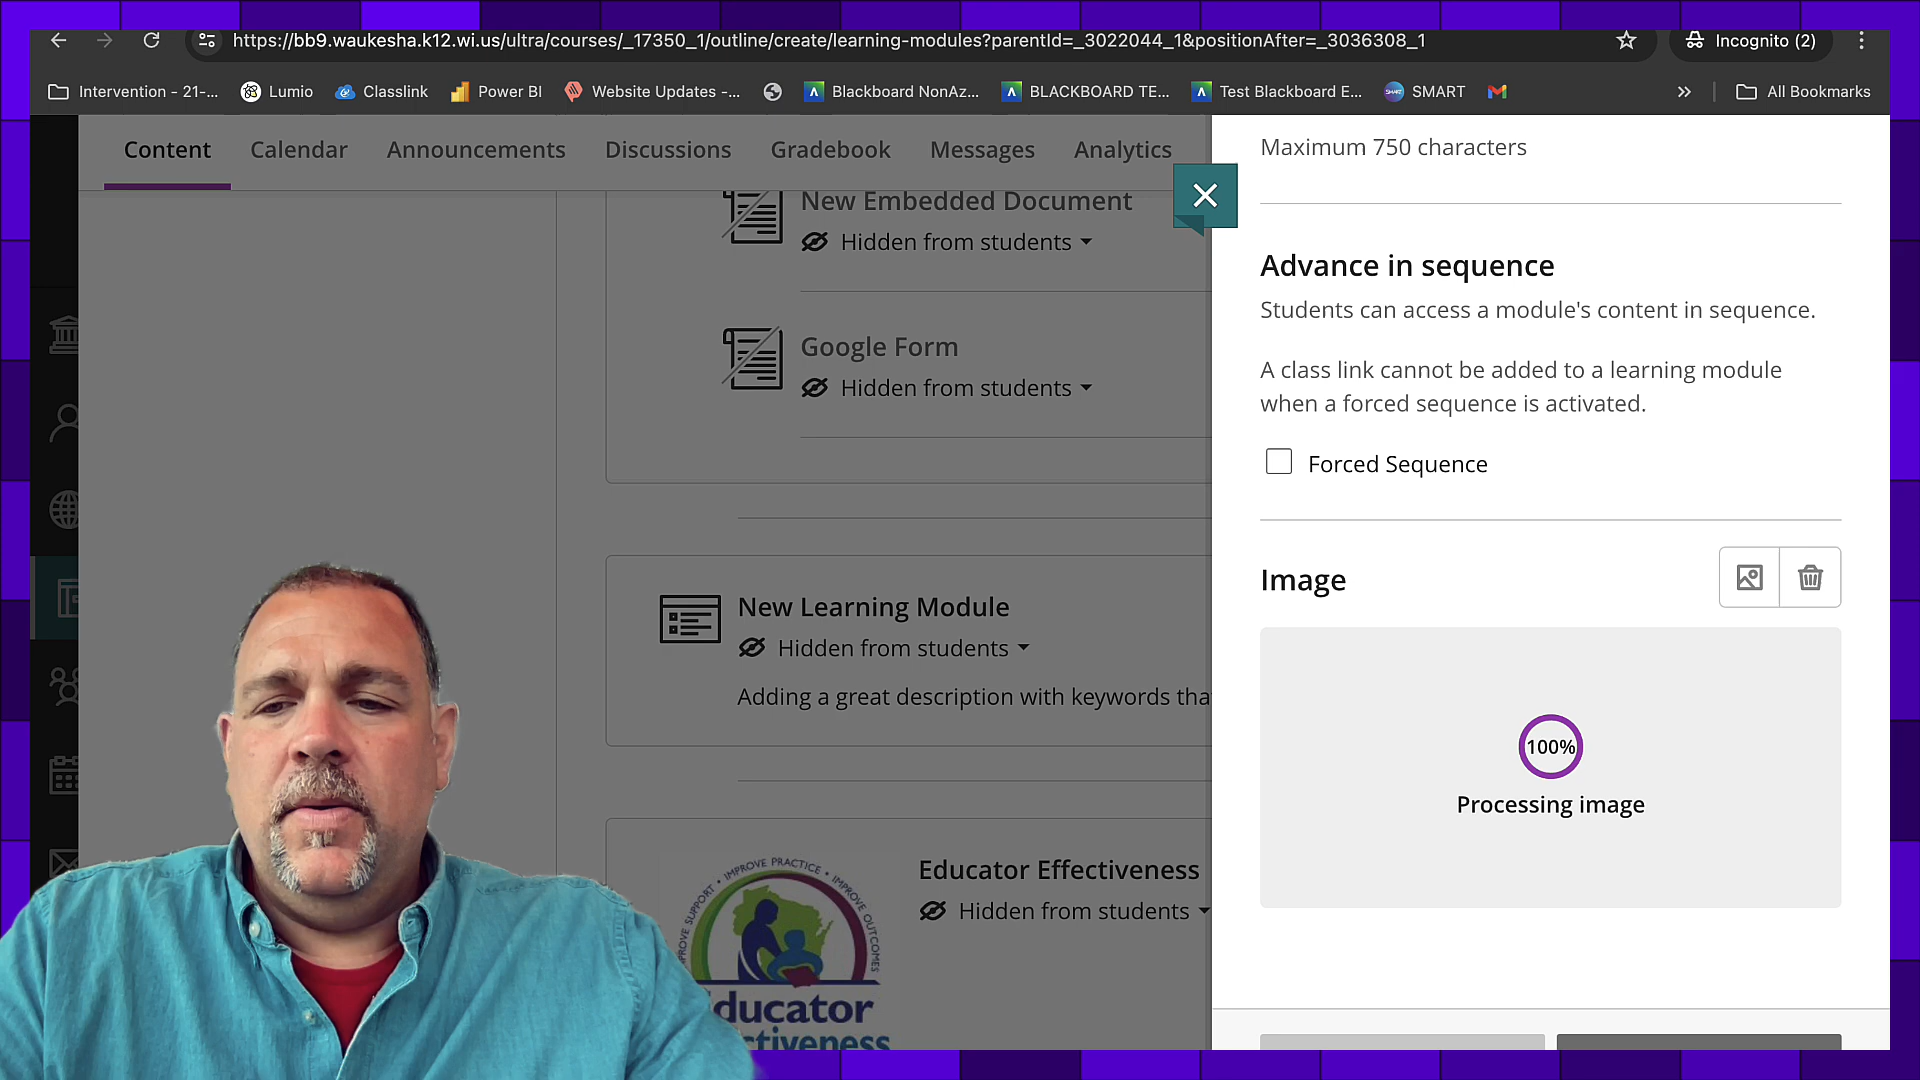 https://bb9.waukesha.k12.wi.us/ultra/courses/_17350_1/outline/create/learning-modules?parentId=_3022044_1&positionAfter=_3036308_1
Incognito (2)
Intervention - 21-...
Lumio
Classlink
Power BI
Website Updates -...
Blackboard NonAz...
BLACKBOARD TE...
Test Blackboard E...
SMART
All Bookmarks
Content
Calendar
Announcements
Discussions
Gradebook
Messages
Analytics
New Embedded Document
Hidden from students
Google Form
Hidden from students
New Learning Module
Hidden from students
Adding a great description with keywords tha
IMPROVE SUPPORT • IMPROVE PRACTICE • IMPROVE OUTCOMES
ducator
ctiveness
Educator Effectiveness
Hidden from students
Maximum 750 characters
Advance in sequence
Students can access a module's content in sequence.
A class link cannot be added to a learning module
when a forced sequence is activated.
Forced Sequence
Image
100%
Processing image